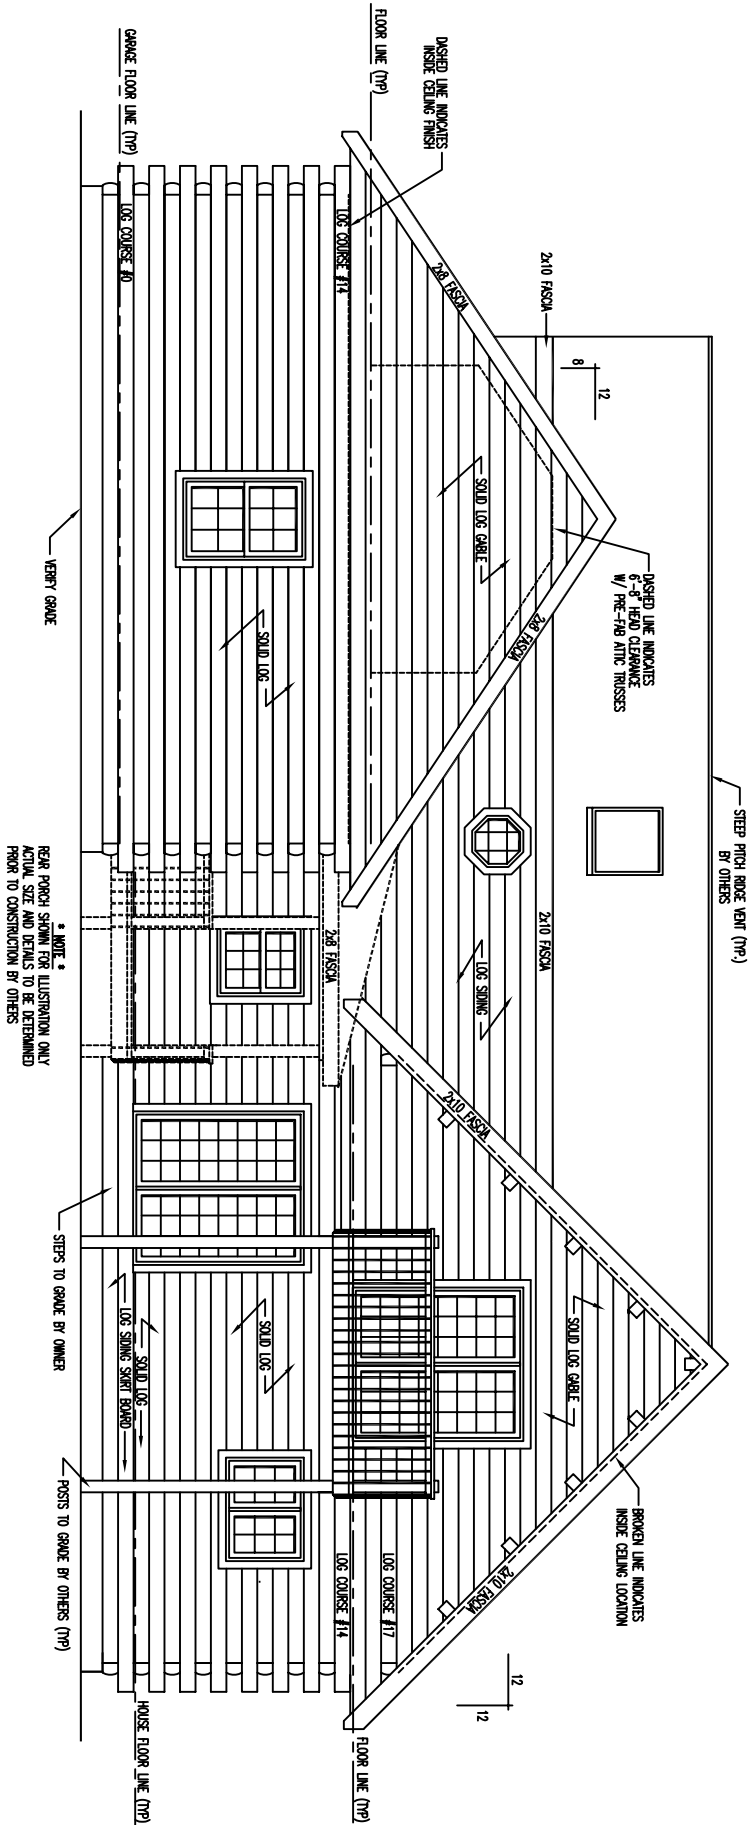 STEEP PITCH RIDGE VENT (TYP.)
BY OTHERS
DASHED LINE INDICATES
6'-8" HEAD CLEARANCE
W/ PRE-FAB ATTIC TRUSSES
BROKEN LINE INDICATES
INSIDE CEILING LOCATION
12
8
2x10 FASCIA
2x10 FASCIA
SOLID LOG GABLE
12
12
SOLID LOG GABLE
LOG SIDING
2x8 FASCIA
2x8 FASCIA
2x10 FASCIA
2x10 FASCIA
DASHED LINE INDICATES
INSIDE CEILING FINISH
FLOOR LINE (TYP)
LOG COURSE #17
FLOOR LINE (TYP)
LOG COURSE #14
2x8 FASCIA
LOG COURSE #14
SOLID LOG
SOLID LOG
GARAGE FLOOR LINE (TYP)
LOG COURSE #0
SOLID LOG
LOG SIDING SKIRT BOARD
HOUSE FLOOR LINE (TYP)
VERIFY GRADE
STEPS TO GRADE BY OWNER
POSTS TO GRADE BY OTHERS (TYP)
* NOTE *
REAR PORCH SHOWN FOR ILLUSTRATION ONLY
ACTUAL SIZE AND DETAILS TO BE DETERMINED
PRIOR TO CONSTRUCTION BY OTHERS